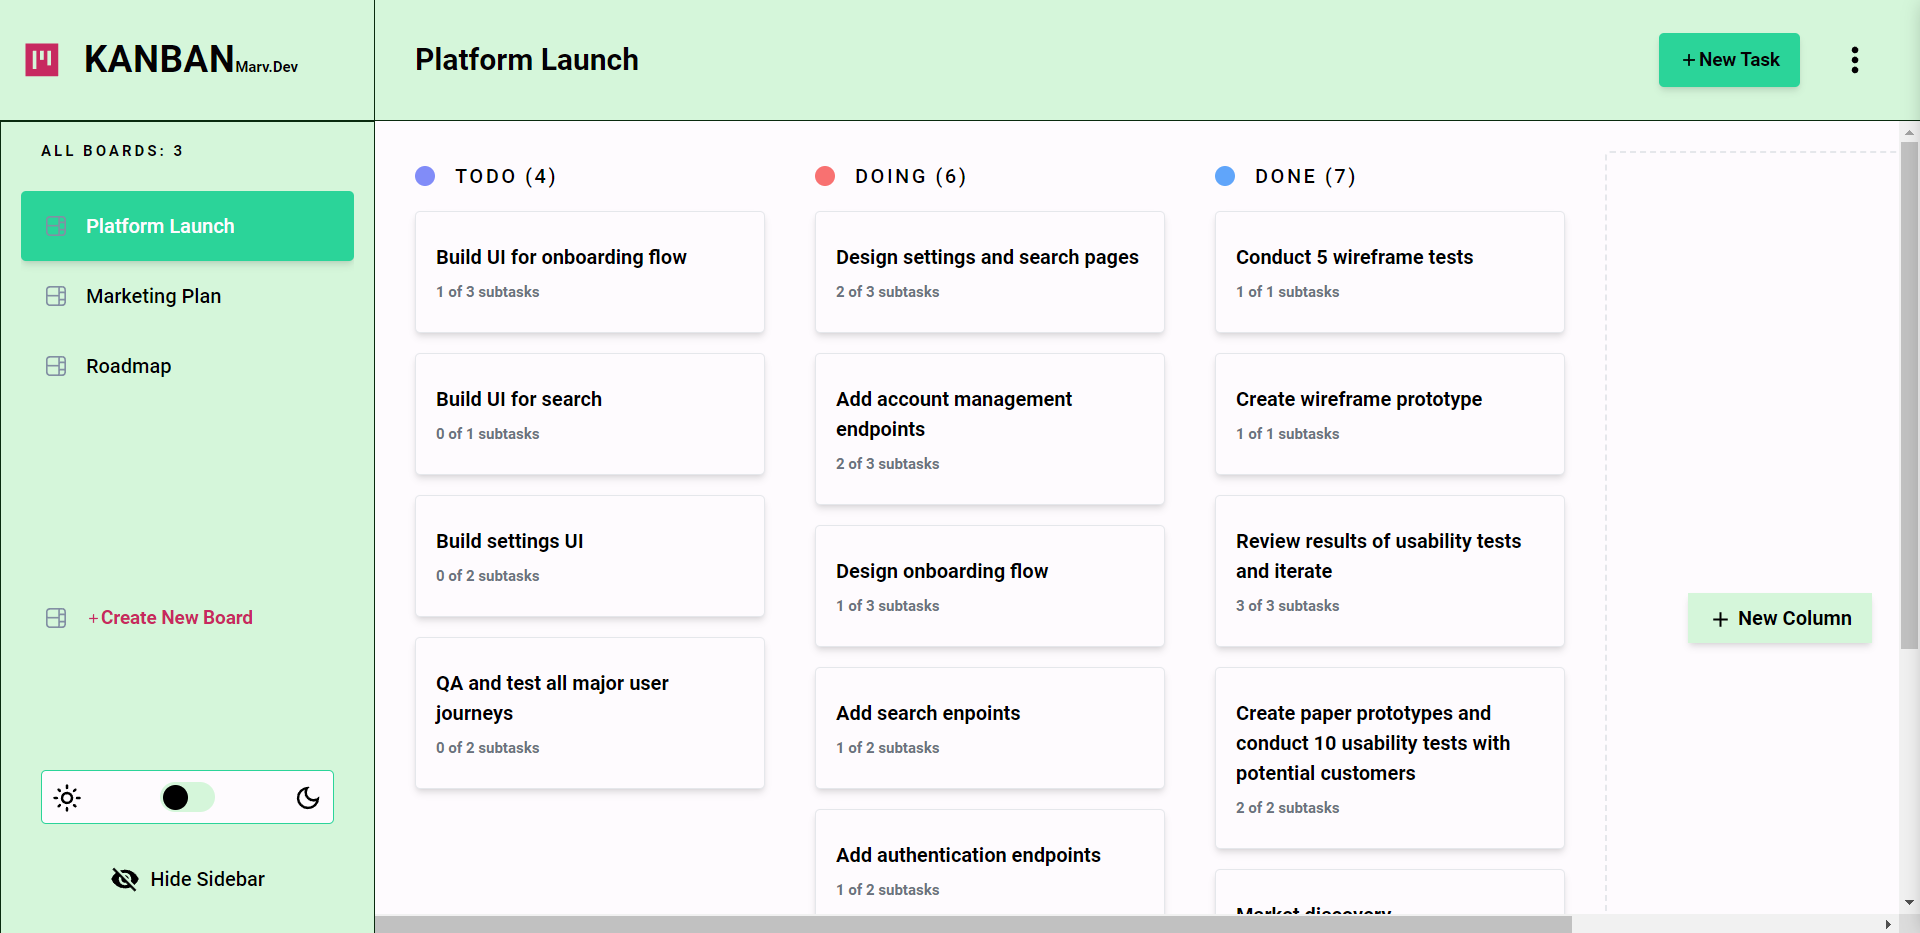 KANBAN Marv.Dev
Platform Launch
+ New Task
ALL BOARDS: 3
Platform Launch
Marketing Plan
Roadmap
+ Create New Board
Hide Sidebar
TODO (4)
Build UI for onboarding flow
1 of 3 subtasks
Build UI for search
0 of 1 subtasks
Build settings UI
0 of 2 subtasks
QA and test all major user
journeys
0 of 2 subtasks
DOING (6)
Design settings and search pages
2 of 3 subtasks
Add account management
endpoints
2 of 3 subtasks
Design onboarding flow
1 of 3 subtasks
Add search enpoints
1 of 2 subtasks
Add authentication endpoints
1 of 2 subtasks
DONE (7)
Conduct 5 wireframe tests
1 of 1 subtasks
Create wireframe prototype
1 of 1 subtasks
Review results of usability tests
and iterate
3 of 3 subtasks
Create paper prototypes and
conduct 10 usability tests with
potential customers
2 of 2 subtasks
Market discovery
+ New Column